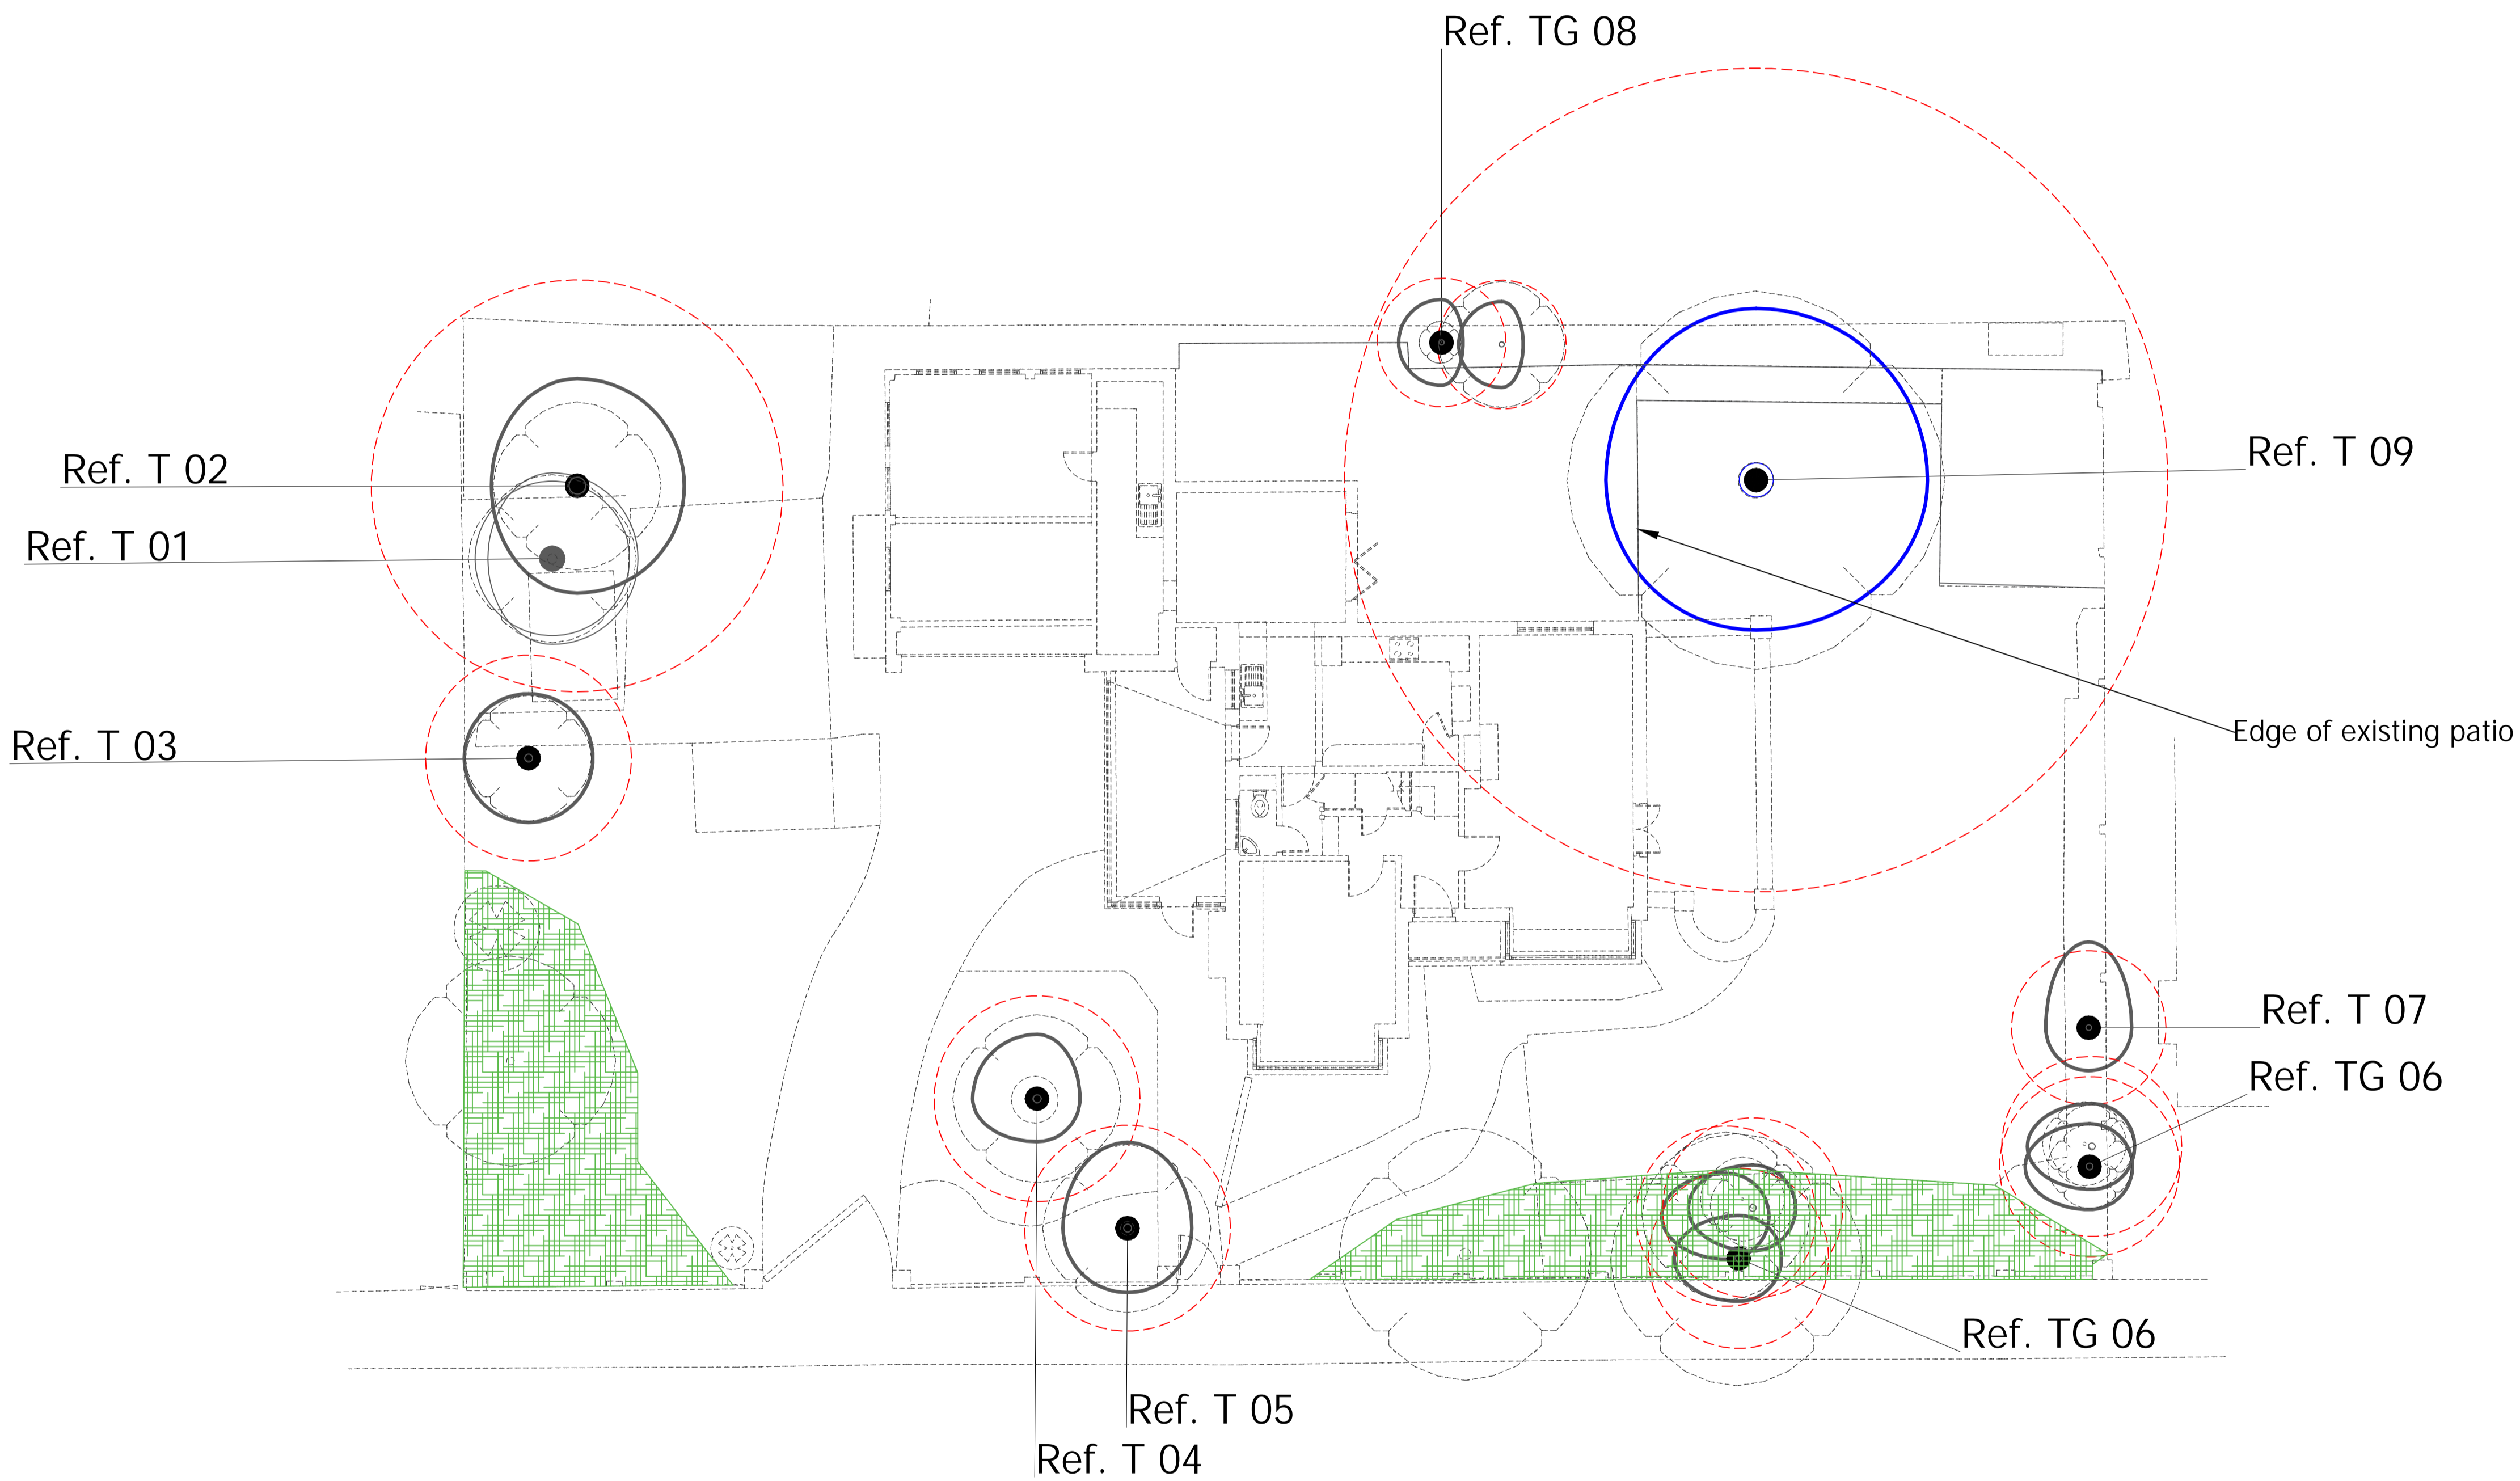 Ref. TG 08
Ref. T 09
Ref. T 02
Ref. T 01
Edge of existing patio
Ref. T 03
Ref. T 07
Ref. TG 06
Ref. TG 06
Ref. T 05
Ref. T 04